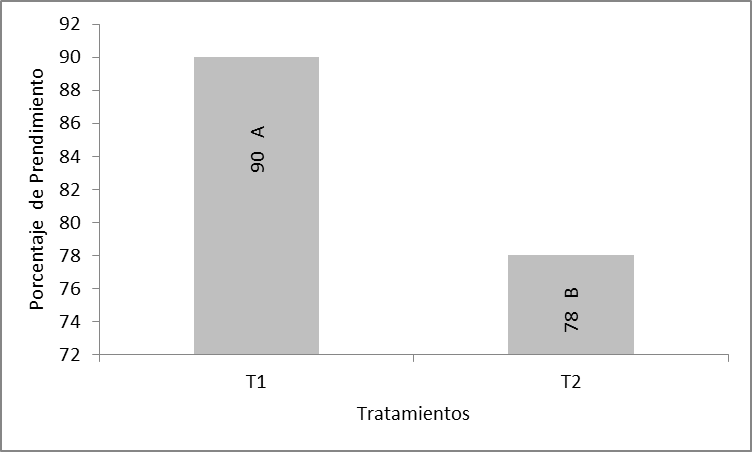 92
90
88
86
84
82
80
78
76
74
72
Porcentaje de Prendimiento
90 A
78 B
T1
T2
Tratamientos